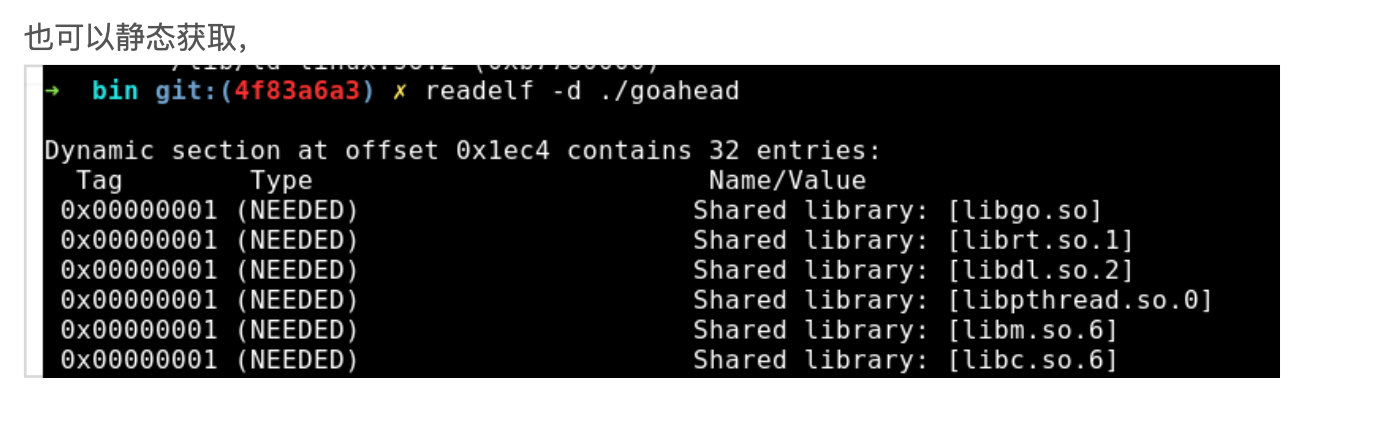 也可以静态获取，
→ bin git:(4f83a6a3) ✗ readelf -d ./goahead
Dynamic section at offset 0x1ec4 contains 32 entries:
Tag Type Name/Value
0x00000001 (NEEDED) Shared library: [libgo.so]
0x00000001 (NEEDED) Shared library: [librt.so.1]
0x00000001 (NEEDED) Shared library: [libdl.so.2]
0x00000001 (NEEDED) Shared library: [libpthread.so.0]
0x00000001 (NEEDED) Shared library: [libm.so.6]
0x00000001 (NEEDED) Shared library: [libc.so.6]